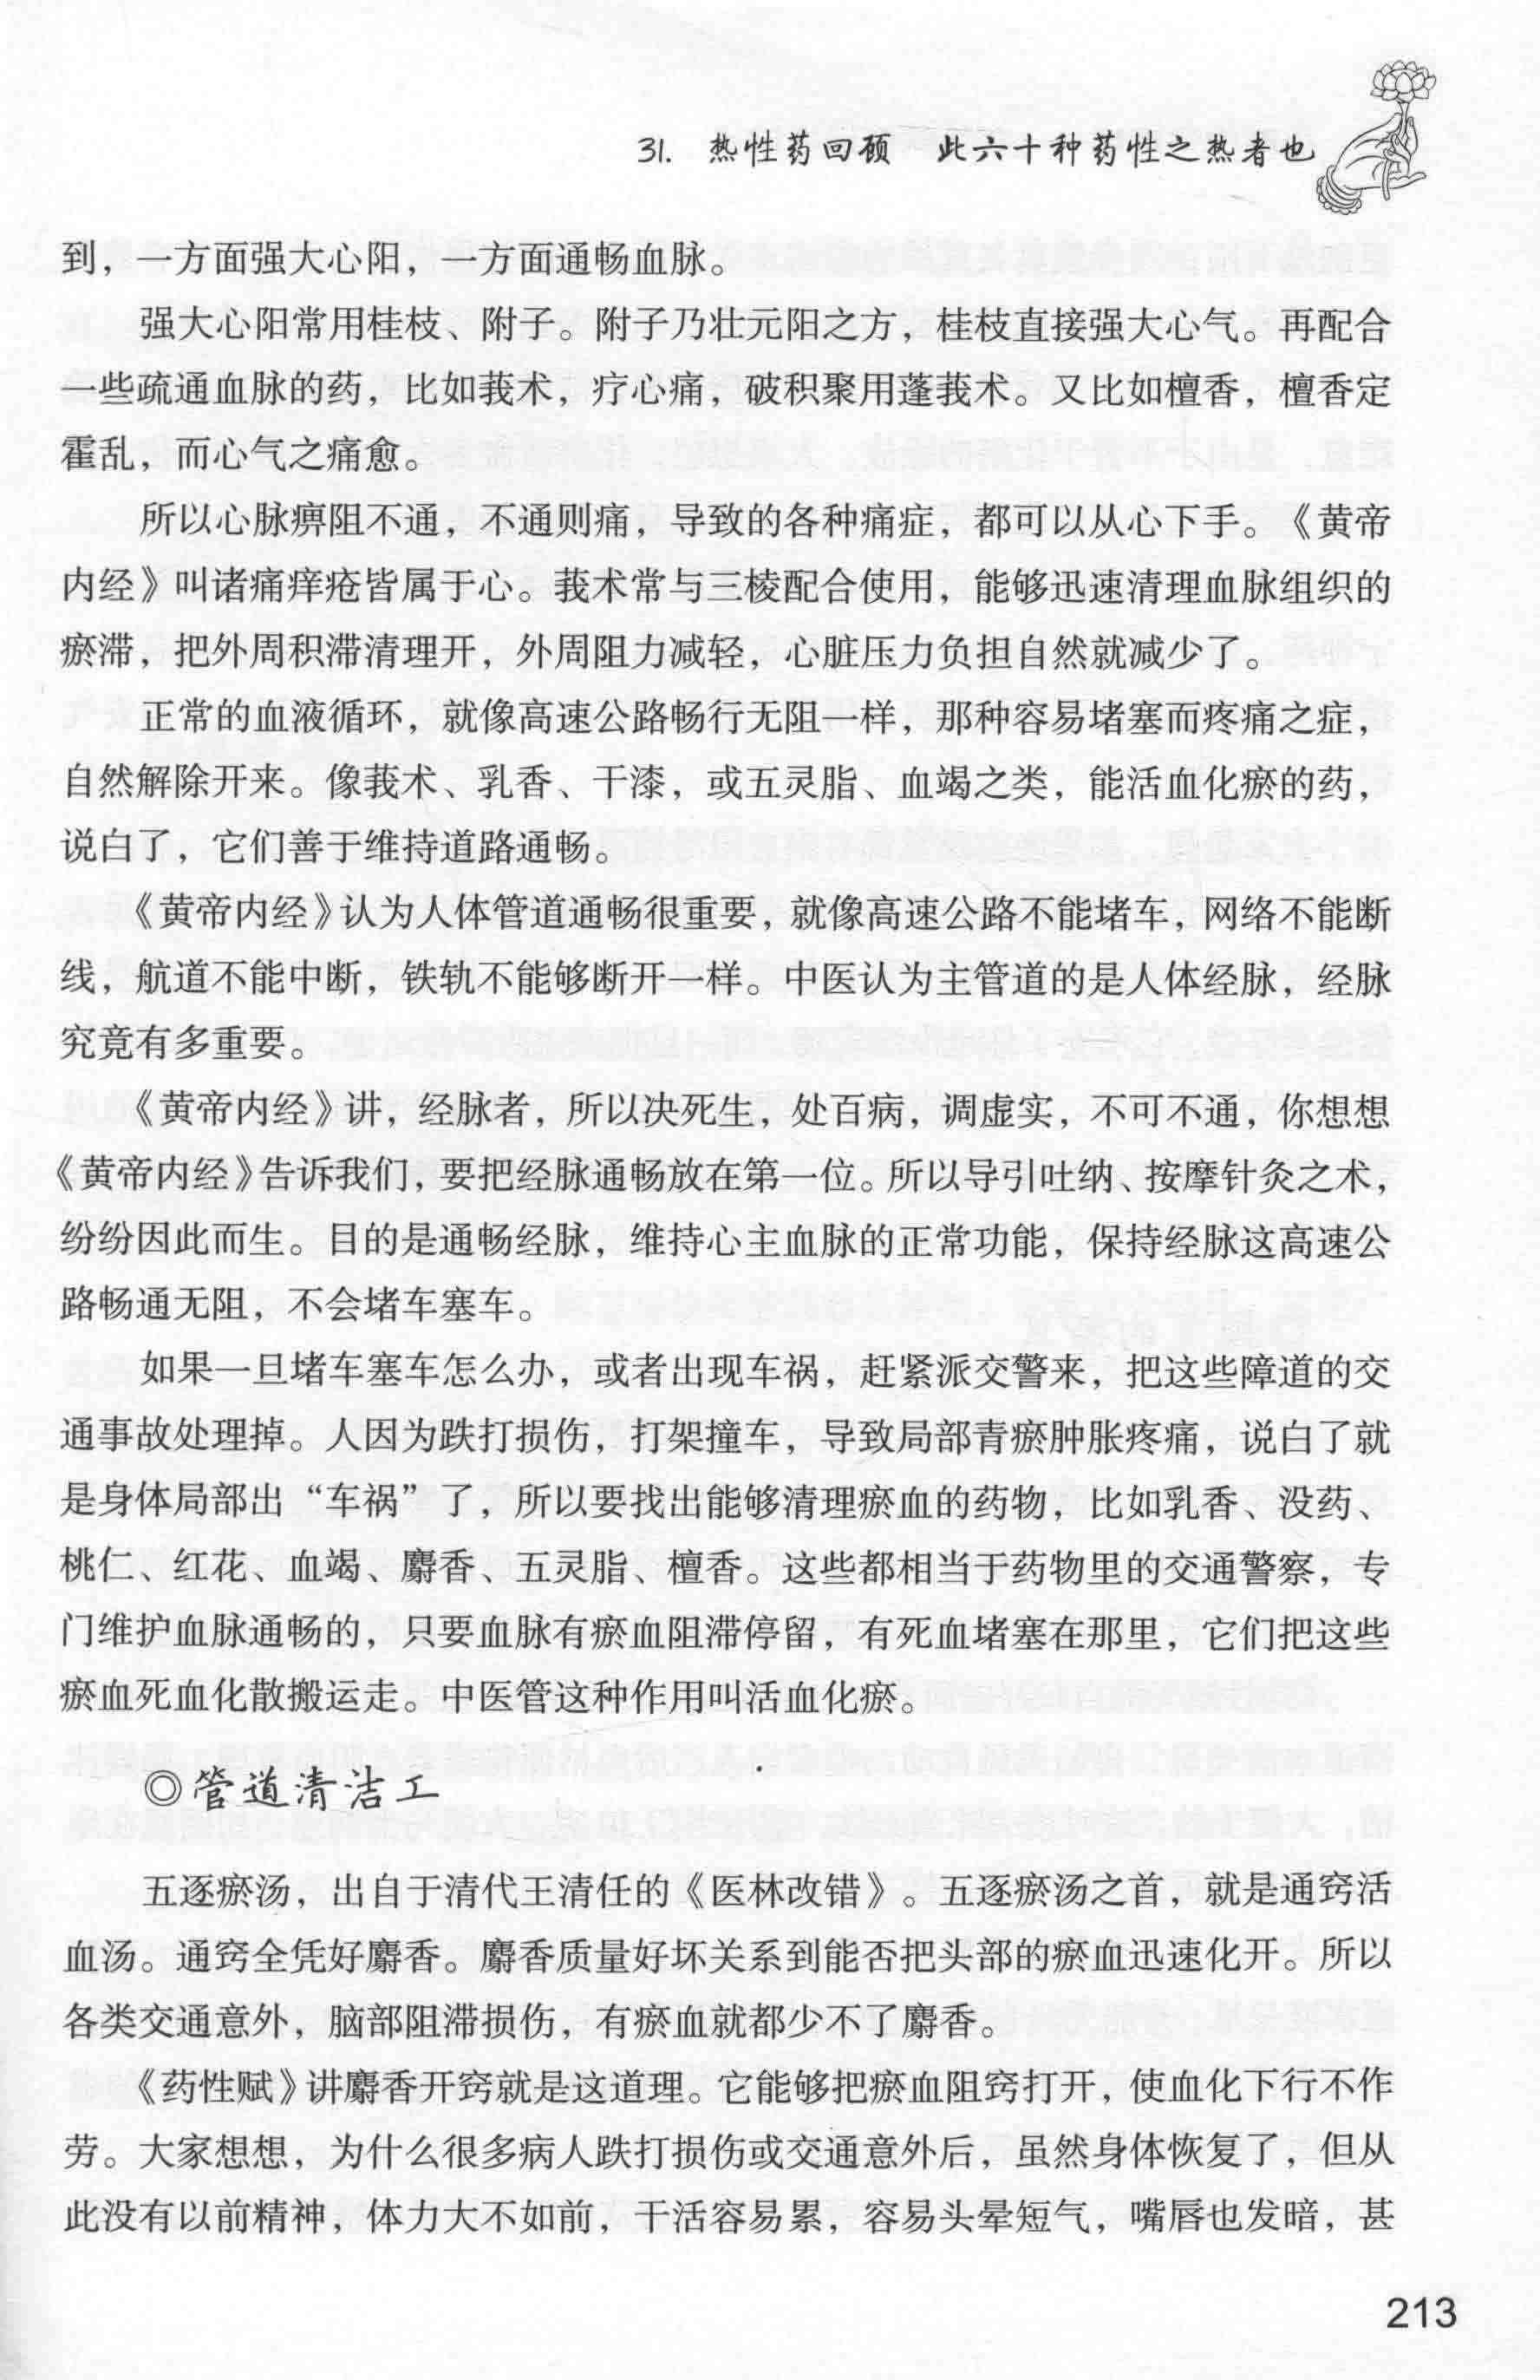 31. 热性药回顾 此六十种药性之热者也
到，一方面强大心阳，一方面通畅血脉。
强大心阳常用桂枝、附子。附子乃壮元阳之方，桂枝直接强大心气。再配合
一些疏通血脉的药，比如莪术，疗心痛，破积聚用蓬莪术。又比如檀香，檀香定
霍乱，而心气之痛愈。
所以心脉痹阻不通，不通则痛，导致的各种痛症，都可以从心下手。《黄帝
内经》叫诸痛痒疮皆属于心。莪术常与三棱配合使用，能够迅速清理血脉组织的
瘀滞，把外周积滞清理开，外周阻力减轻，心脏压力负担自然就减少了。
正常的血液循环，就像高速公路畅行无阻一样，那种容易堵塞而疼痛之症，
自然解除开来。像莪术、乳香、干漆，或五灵脂、血竭之类，能活血化瘀的药，
说白了，它们善于维持道路通畅。
《黄帝内经》认为人体管道通畅很重要，就像高速公路不能堵车，网络不能断
线，航道不能中断，铁轨不能够断开一样。中医认为主管道的是人体经脉，经脉
究竟有多重要。
《黄帝内经》讲，经脉者，所以决死生，处百病，调虚实，不可不通，你想想
《黄帝内经》告诉我们，要把经脉通畅放在第一位。所以导引吐纳、按摩针灸之术，
纷纷因此而生。目的是通畅经脉，维持心主血脉的正常功能，保持经脉这高速公
路畅通无阻，不会堵车塞车。
如果一旦堵车塞车怎么办，或者出现车祸，赶紧派交警来，把这些障道的交
通事故处理掉。人因为跌打损伤，打架撞车，导致局部青瘀肿胀疼痛，说白了就
是身体局部出“车祸”了，所以要找出能够清理瘀血的药物，比如乳香、没药、
桃仁、红花、血竭、麝香、五灵脂、檀香。这些都相当于药物里的交通警察，专
门维护血脉通畅的，只要血脉有瘀血阻滞停留，有死血堵塞在那里，它们把这些
瘀血死血化散搬运走。中医管这种作用叫活血化瘀。
◎管道清洁工
五逐瘀汤，出自于清代王清任的《医林改错》。五逐瘀汤之首，就是通窍活
血汤。通窍全凭好麝香。麝香质量好坏关系到能否把头部的瘀血迅速化开。所以
各类交通意外，脑部阻滞损伤，有瘀血就都少不了麝香。
《药性赋》讲麝香开窍就是这道理。它能够把瘀血阻窍打开，使血化下行不作
劳。大家想想，为什么很多病人跌打损伤或交通意外后，虽然身体恢复了，但从
此没有以前精神，体力大不如前，干活容易累，容易头晕短气，嘴唇也发暗，甚
213